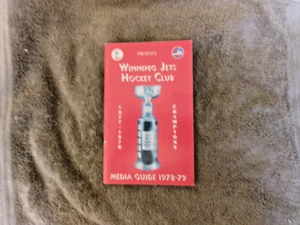 PRESENTS
WINNIPEG JETS
HOCKEY CLUB
1977-1978
CHAMPIONS
MEDIA GUIDE 1978-79